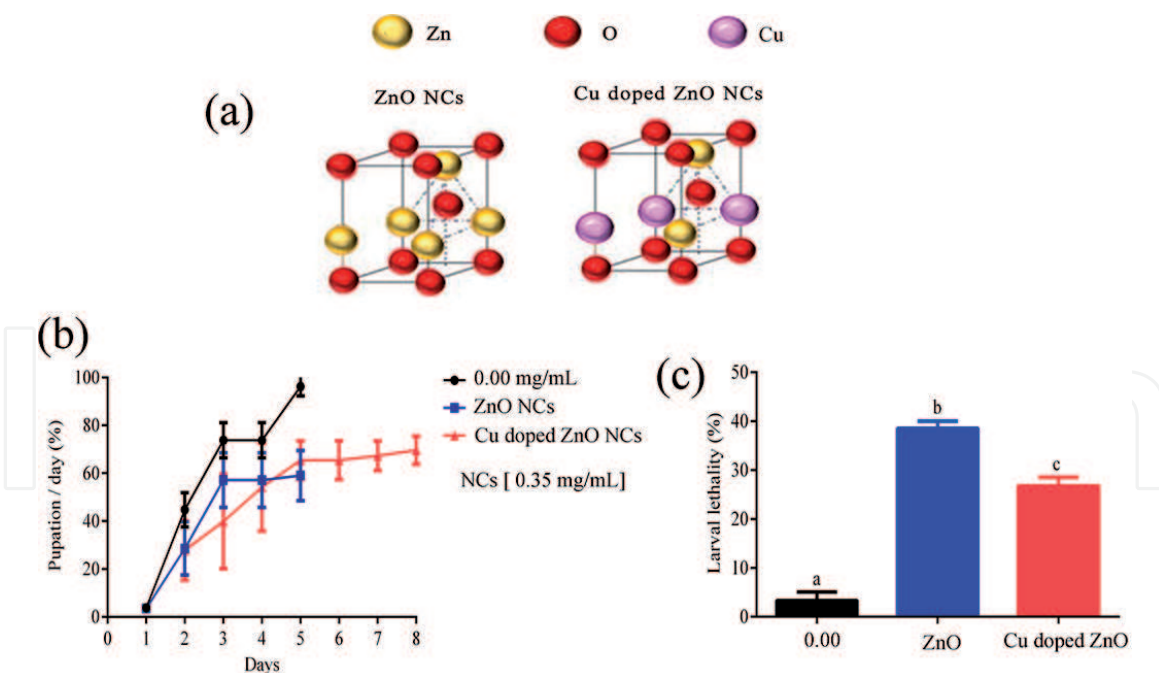 Zn O Cu
(a)
ZnO NCs Cu doped ZnO NCs
(b)
Pupation / day (%)
100
80
60
40
20
0
0 1 2 3 4 5 6 7 8
Days
0.00 mg/mL
ZnO NCs
Cu doped ZnO NCs
NCs [ 0.35 mg/mL]
(c)
Larval lethality (%)
50
40
30
20
10
0
a
b
c
0.00 ZnO Cu doped ZnO